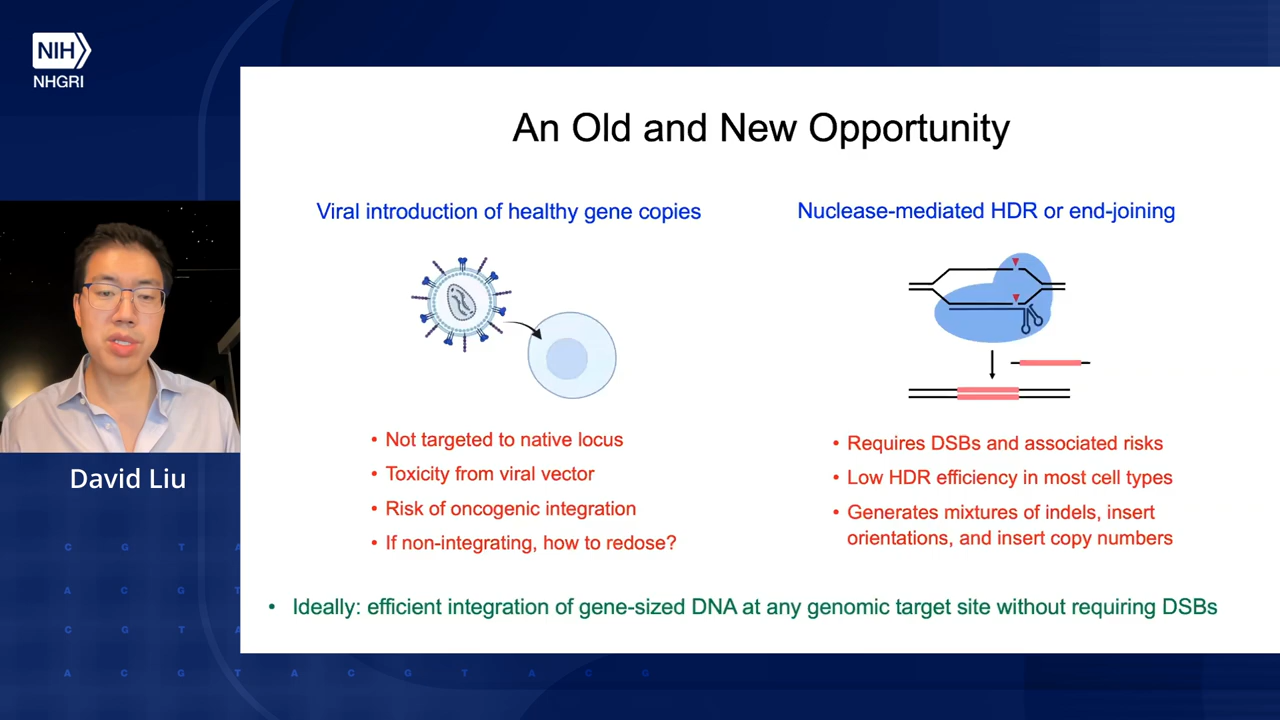 NIH
NHGRI
An Old and New Opportunity
Viral introduction of healthy gene copies
• Not targeted to native locus
• Toxicity from viral vector
• Risk of oncogenic integration
• If non-integrating, how to redose?
Nuclease-mediated HDR or end-joining
• Requires DSBs and associated risks
• Low HDR efficiency in most cell types
• Generates mixtures of indels, insert
orientations, and insert copy numbers
• Ideally: efficient integration of gene-sized DNA at any genomic target site without requiring DSBs
David Liu
C G T A
A C G T
C G T A
A C G T A C G T A C G